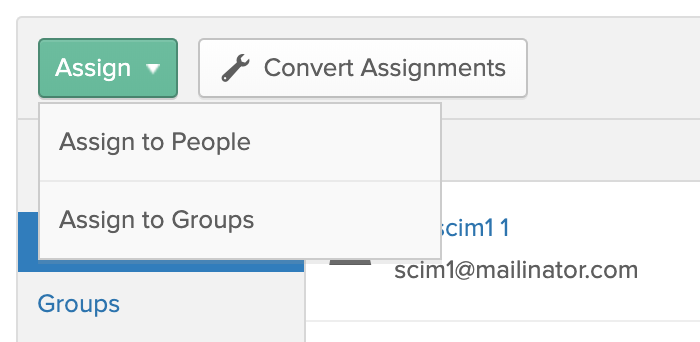 Assign
Convert Assignments
Assign to People
Assign to Groups
scim1 1
scim1@mailinator.com
Groups